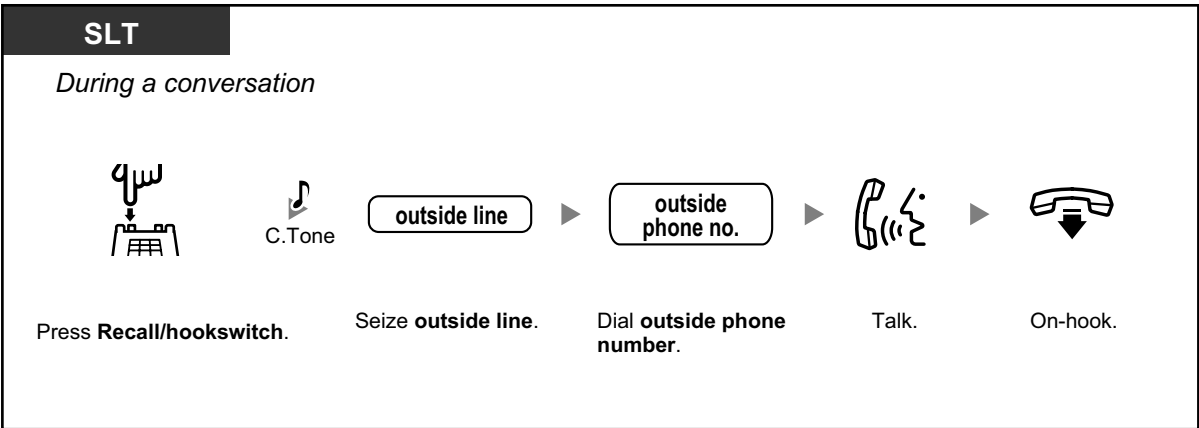 SLT
During a conversation
C.Tone
outside line
outside
phone no.
Press Recall/hookswitch.
Seize outside line.
Dial outside phone
number.
Talk.
On-hook.